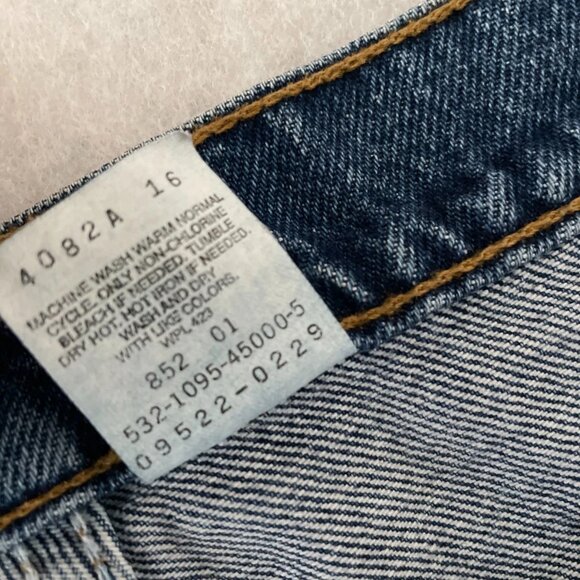 4082A 16
MACHINE WASH WARM NORMAL
CYCLE. ONLY NON-CHLORINE
BLEACH IF NEEDED. TUMBLE
DRY HOT. HOT IRON IF NEEDED.
WASH AND DRY
WITH LIKE COLORS.
WPL-423
852 01
532-1095-45000-5
09522-0229